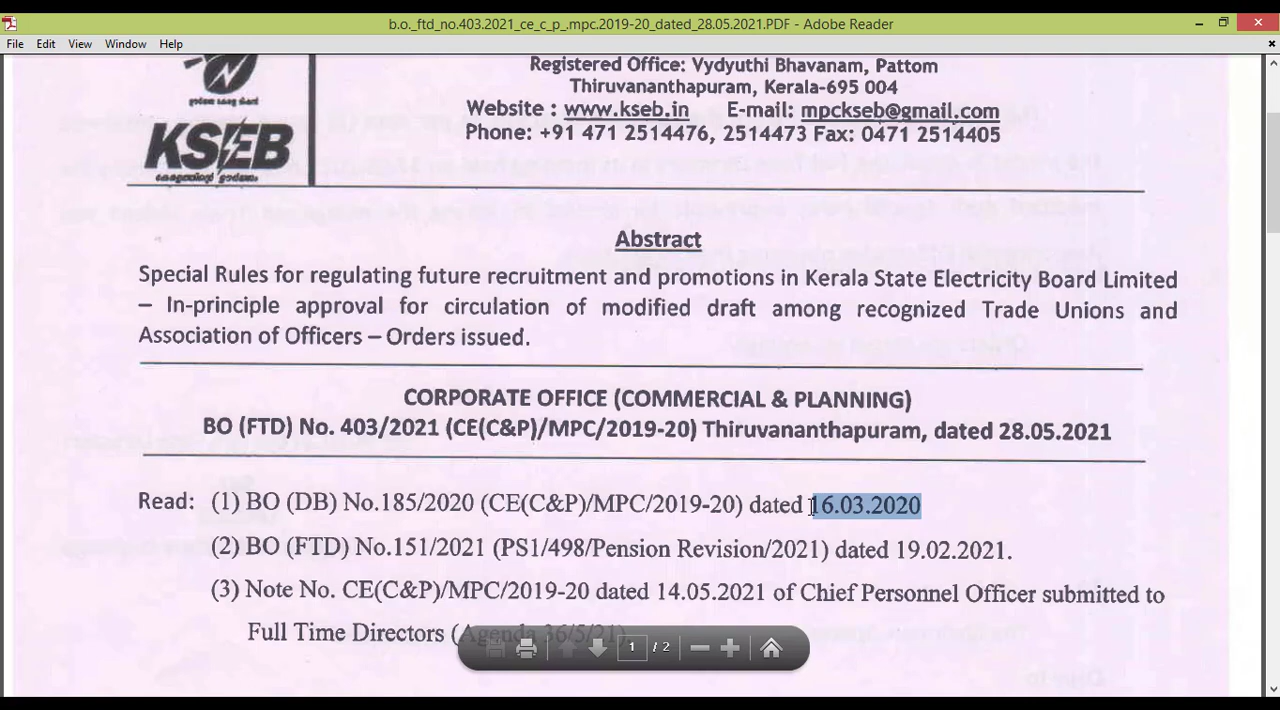 b.o._ftd_no.403.2021_ce_c_p_.mpc.2019-20_dated_28.05.2021.PDF - Adobe Reader
File Edit View Window Help
Registered Office: Vydyuthi Bhavanam, Pattom
Thiruvananthapuram, Kerala-695 004
Website : www.kseb.in E-mail: mpckseb@gmail.com
Phone: +91 471 2514476, 2514473 Fax: 0471 2514405
KSEB
Abstract
Special Rules for regulating future recruitment and promotions in Kerala State Electricity Board Limited
– In-principle approval for circulation of modified draft among recognized Trade Unions and
Association of Officers – Orders issued.
CORPORATE OFFICE (COMMERCIAL & PLANNING)
BO (FTD) No. 403/2021 (CE(C&P)/MPC/2019-20) Thiruvananthapuram, dated 28.05.2021
Read: (1) BO (DB) No.185/2020 (CE(C&P)/MPC/2019-20) dated 16.03.2020
(2) BO (FTD) No.151/2021 (PS1/498/Pension Revision/2021) dated 19.02.2021.
(3) Note No. CE(C&P)/MPC/2019-20 dated 14.05.2021 of Chief Personnel Officer submitted to
Full Time Directors (Agenda 36/5/21).
1 / 2